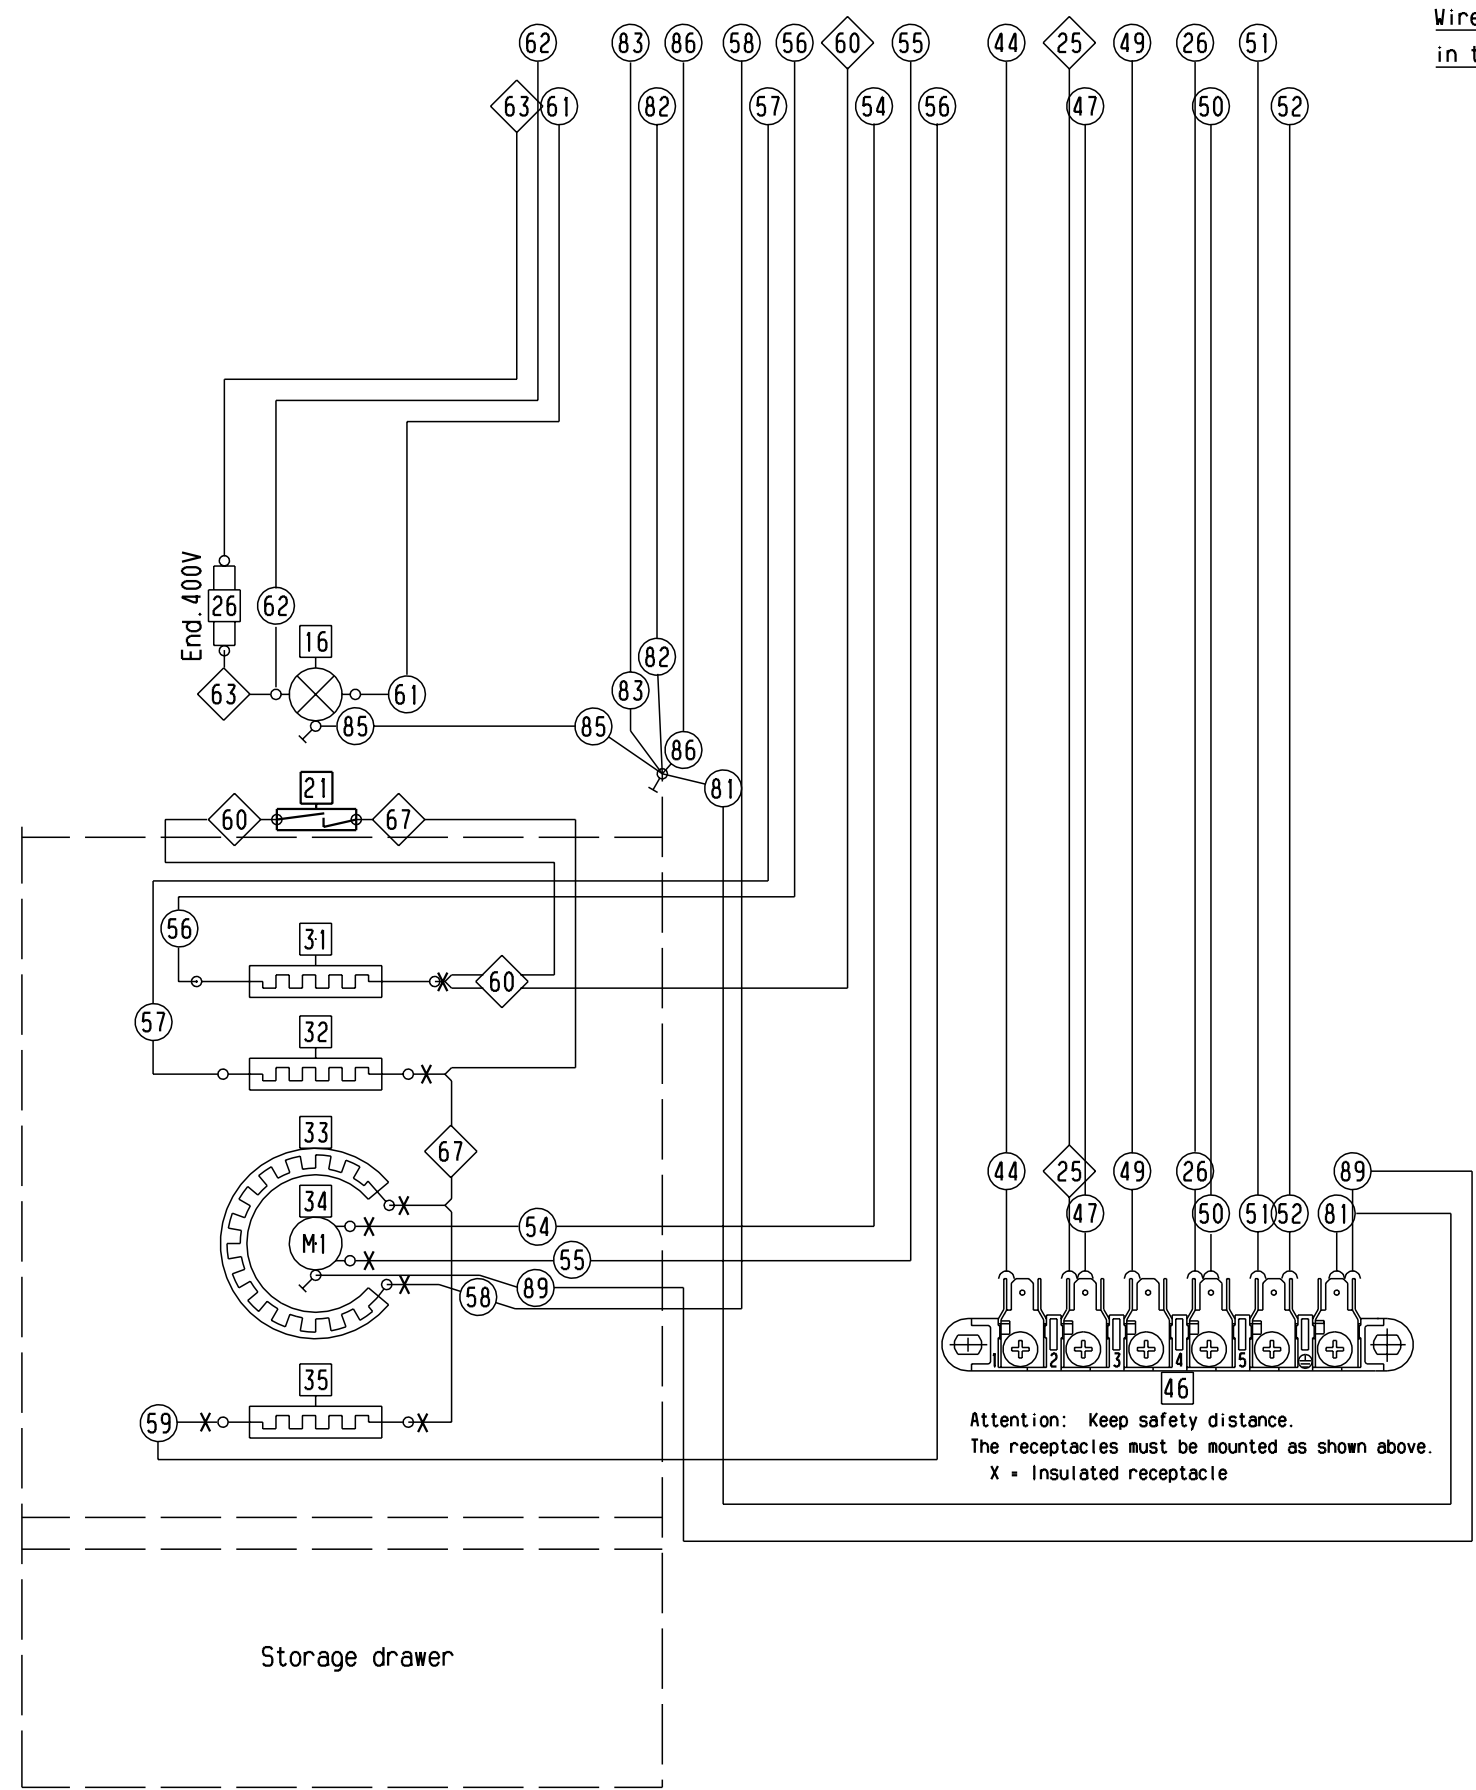 Wire
in t
62 83 86 58 56 60 55 44 25 49 26 51
63 61 82 57 54 56 47 50 52
End. 400V
26
62
16
82
63
61
83
85
85
86
81
21
60
67
56
31
60
57
32
33
67
44 25 49 26 89
34
47 50 51 52 81
54
M1
55
89
58
1 2 3 4 5
46
35
59
Attention: Keep safety distance.
The receptacles must be mounted as shown above.
X = Insulated receptacle
Storage drawer